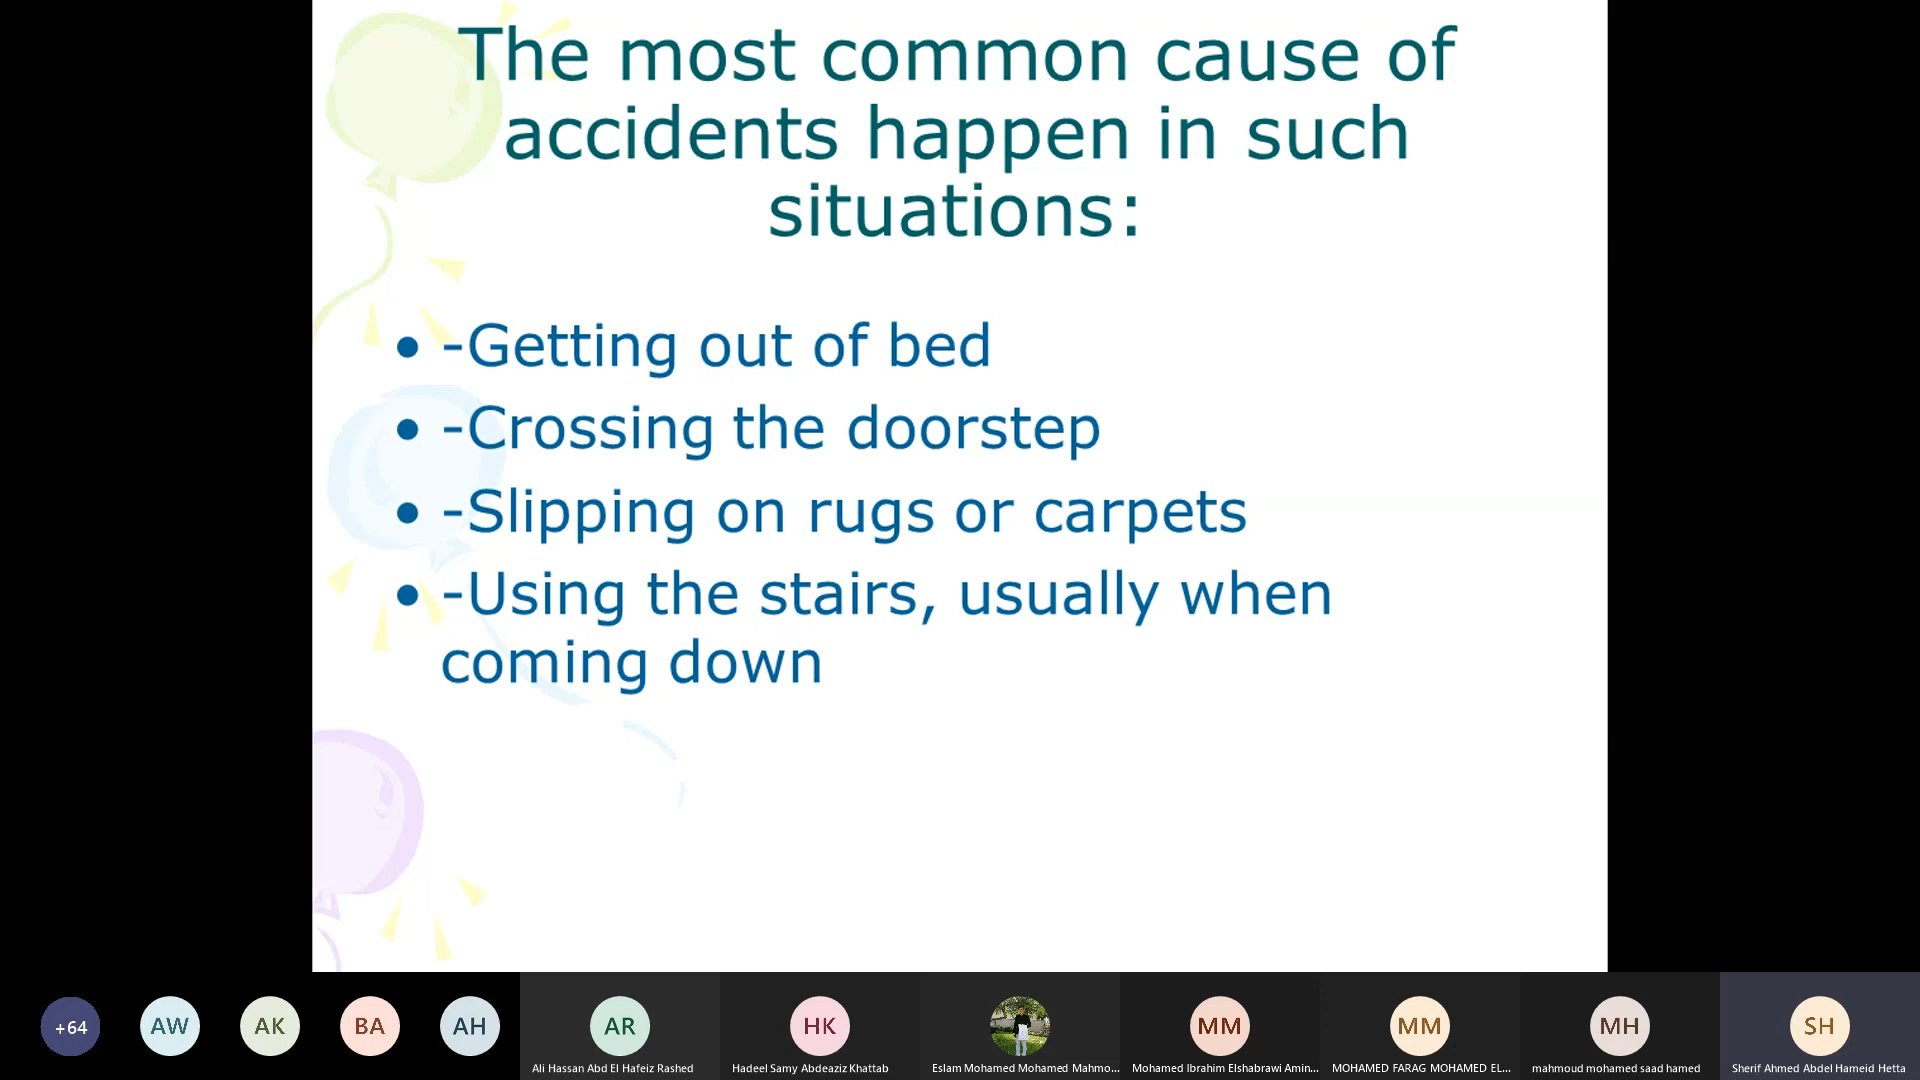 The most common cause of
accidents happen in such
situations:
• -Getting out of bed
• -Crossing the doorstep
• -Slipping on rugs or carpets
• -Using the stairs, usually when
coming down
+64
AW
AK
BA
AH
AR
HK
MM
MM
MH
SH
Ali Hassan Abd El Hafeiz Rashed
Hadeel Samy Abdeaziz Khattab
Eslam Mohamed Mohamed Mahmo...
Mohamed Ibrahim Elshabrawi Amin...
MOHAMED FARAG MOHAMED EL...
mahmoud mohamed saad hamed
Sherif Ahmed Abdel Hameid Hetta